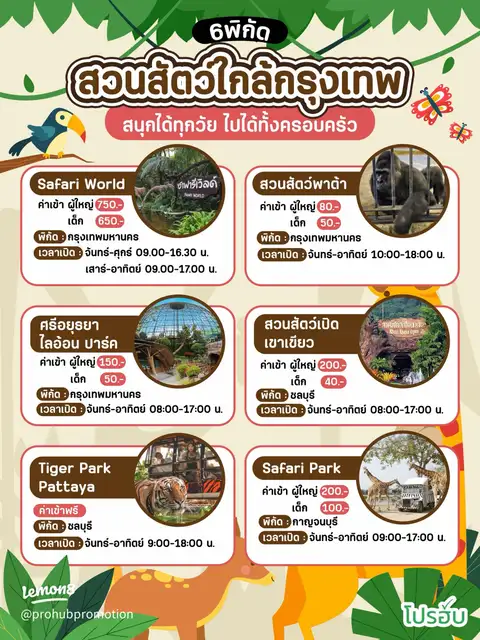 6พิกัด
สวนสัตว์ใกล้กรุงเทพ
สนุกได้ทุกวัย ไปได้ทั้งครอบครัว
Safari World
ค่าเข้า ผู้ใหญ่ 750.-
เด็ก 650.-
พิกัด : กรุงเทพมหานคร
เวลาเปิด : จันทร์-ศุกร์ 09.00-16.30 น.
เสาร์-อาทิตย์ 09.00-17.00 น.
ซาฟารีเวิลด์
SAFARI WORLD
สวนสัตว์พาต้า
ค่าเข้า ผู้ใหญ่ 80.-
เด็ก 50.-
พิกัด : กรุงเทพมหานคร
เวลาเปิด : จันทร์-อาทิตย์ 10:00-18:00 น.
ศรีอยุธยา
ไลอ้อน ปาร์ค
ค่าเข้า ผู้ใหญ่ 150.-
เด็ก 50.-
พิกัด : กรุงเทพมหานคร
เวลาเปิด : จันทร์-อาทิตย์ 08:00-17:00 น.
สวนสัตว์เปิด
เขาเขียว
ค่าเข้า ผู้ใหญ่ 200.-
เด็ก 40.-
พิกัด : ชลบุรี
เวลาเปิด : จันทร์-อาทิตย์ 08:00-17:00 น.
Tiger Park
Pattaya
ค่าเข้าฟรี
พิกัด : ชลบุรี
เวลาเปิด : จันทร์-อาทิตย์ 9:00-18:00 น.
Safari Park
ค่าเข้า ผู้ใหญ่ 200.-
เด็ก 100.-
พิกัด : กาญจนบุรี
เวลาเปิด : จันทร์-อาทิตย์ 09:00-17:00 น.
lemon8
@prohubpromotion
โปรฮับ